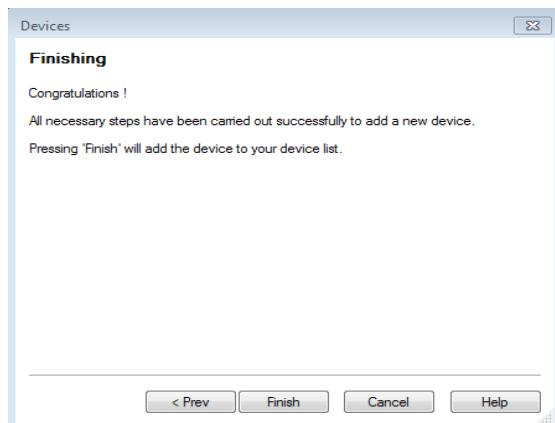 Devices
Finishing
Congratulations !
All necessary steps have been carried out successfully to add a new device.
Pressing 'Finish' will add the device to your device list.
< Prev
Finish
Cancel
Help